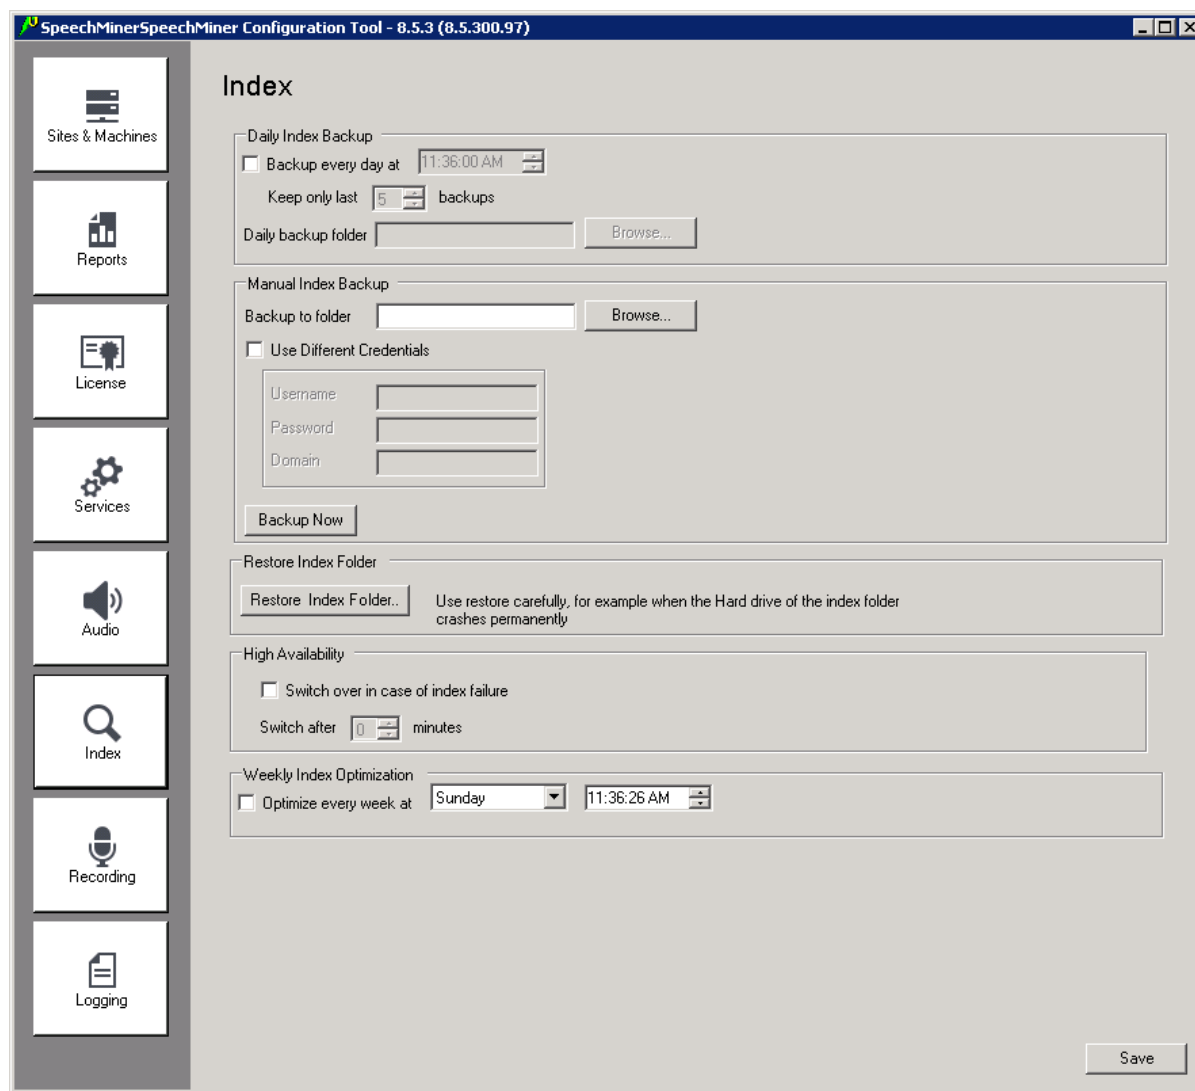 SpeechMinerSpeechMiner Configuration Tool - 8.5.3 (8.5.300.97)
Sites & Machines
Reports
License
Services
Audio
Index
Recording
Logging
Index
Daily Index Backup
Backup every day at 11:36:00 AM
Keep only last 5 backups
Daily backup folder Browse...
Manual Index Backup
Backup to folder Browse...
Use Different Credentials
Username
Password
Domain
Backup Now
Restore Index Folder
Restore Index Folder.. Use restore carefully, for example when the Hard drive of the index folder
crashes permanently
High Availability
Switch over in case of index failure
Switch after 0 minutes
Weekly Index Optimization
Optimize every week at Sunday 11:36:26 AM
Save